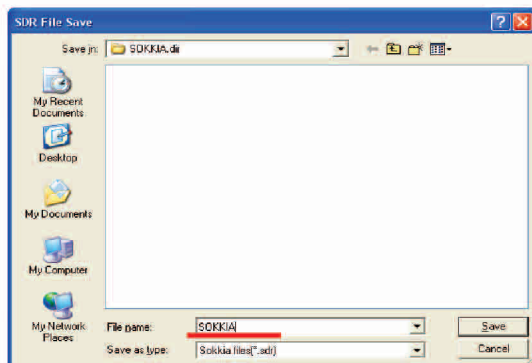 SDR File Save
Save in: SOKKIA.dir
My Recent
Documents
Desktop
My Documents
My Computer
My Network
Places
File name: SOKKIA
Save
Save as type: Sokkia files(*.sdr)
Cancel